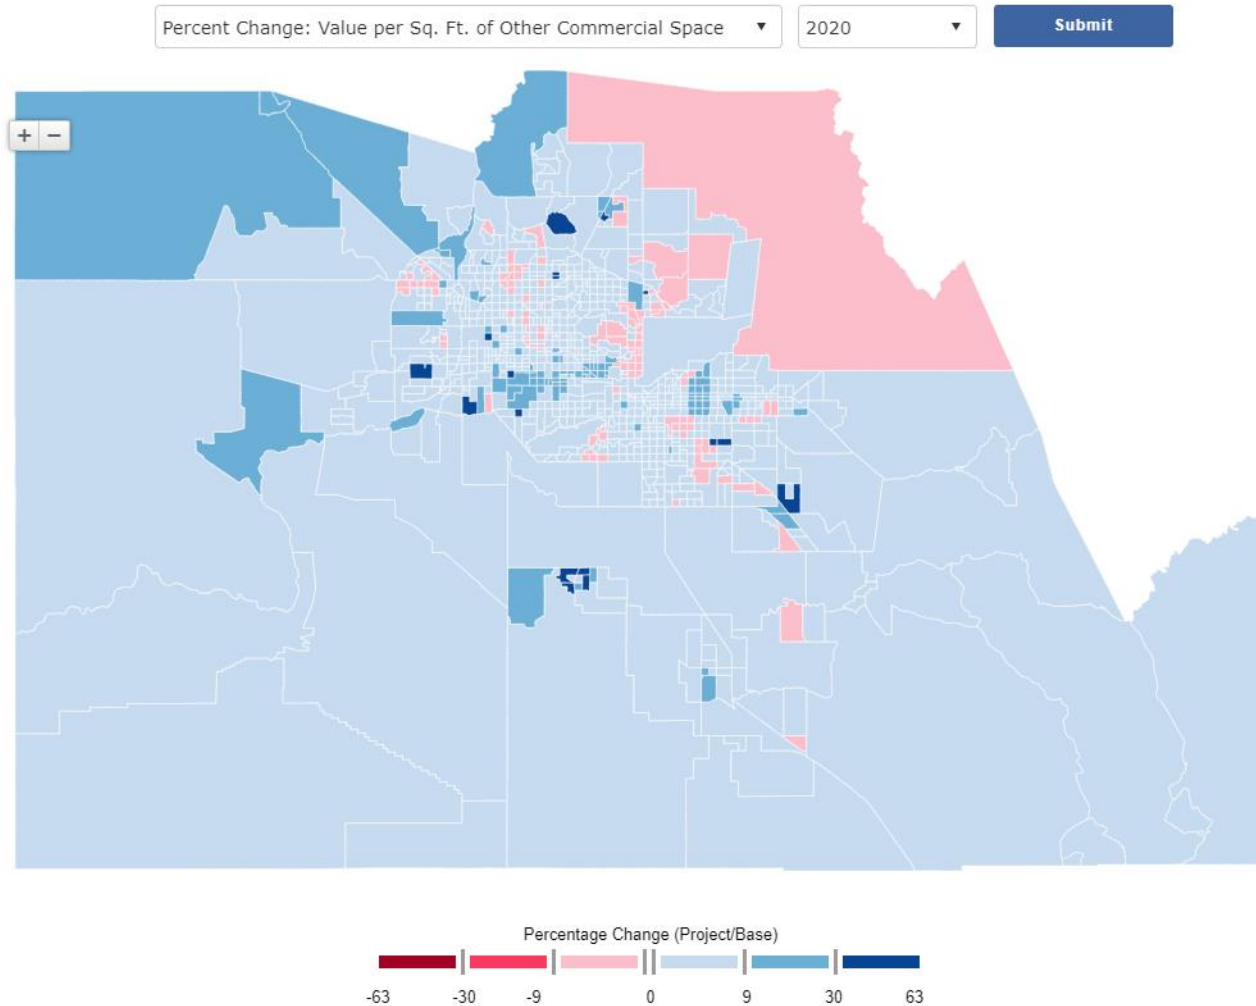 Percent Change: Value per Sq. Ft. of Other Commercial Space ▼ 2020 ▼ Submit
+ −
Percentage Change (Project/Base)
-63 -30 -9 0 9 30 63